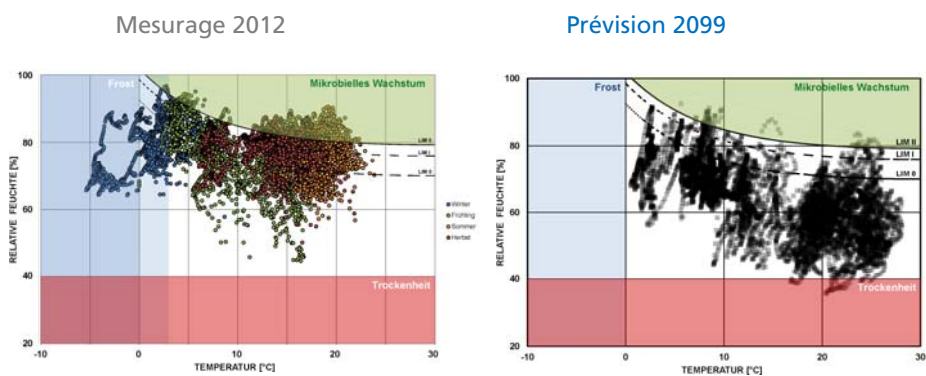 Mesurage 2012
Prévision 2099
100
80
60
40
20
RELATIVE FEUCHTE [%]
Frost
Mikrobielles Wachstum
LIM II
LIM I
LIM 0
Trockenheit
-10
0
10
20
30
TEMPERATUR [°C]
Winter
Frühling
Sommer
Herbst
100
80
60
40
20
RELATIVE FEUCHTE [%]
Frost
Mikrobielles Wachstum
LIM II
LIM I
LIM 0
Trockenheit
-10
0
10
20
30
TEMPERATUR [°C]